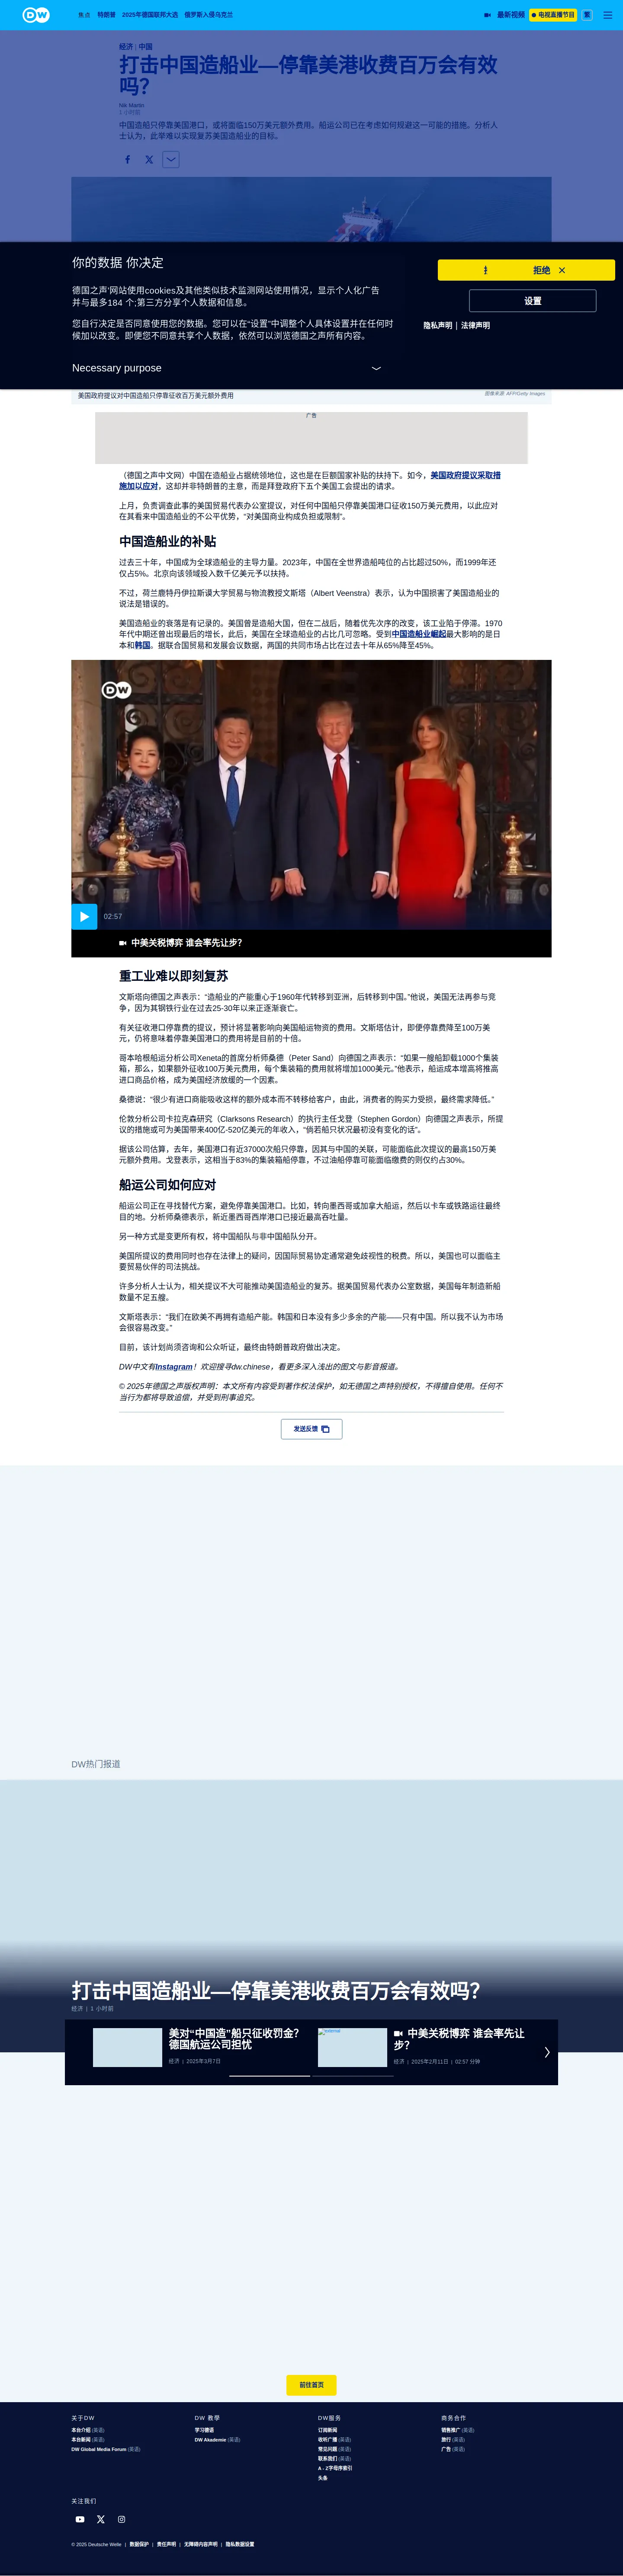 DW
焦点 特朗普 2025年德国联邦大选 俄罗斯入侵乌克兰
最新视频 电视直播节目 繁
经济 | 中国
打击中国造船业—停靠美港收费百万会有效
吗？
Nik Martin
1 小时前
中国造船只停靠美国港口，或将面临150万美元额外费用。船运公司已在考虑如何规避这一可能的措施。分析人
士认为，此举难以实现复苏美国造船业的目标。
你的数据 你决定
德国之声'网站使用cookies及其他类似技术监测网站使用情况，显示个人化广告
并与最多184 个;第三方分享个人数据和信息。
您自行决定是否同意使用您的数据。您可以在“设置”中调整个人具体设置并在任何时
候加以改变。即便您不同意共享个人数据，依然可以浏览德国之声所有内容。
Necessary purpose
拒绝
设置
隐私声明 | 法律声明
美国政府提议对中国造船只停靠征收百万美元额外费用
图像来源: AFP/Getty Images
广告
（德国之声中文网）中国在造船业占据统领地位，这也是在巨额国家补贴的扶持下。如今，美国政府提议采取措
施加以应对，这却并非特朗普的主意，而是拜登政府下五个美国工会提出的请求。
上月，负责调查此事的美国贸易代表办公室提议，对任何中国船只停靠美国港口征收150万美元费用，以此应对
在其看来中国造船业的不公平优势，“对美国商业构成负担或限制”。
中国造船业的补贴
过去三十年，中国成为全球造船业的主导力量。2023年，中国在全世界造船吨位的占比超过50%，而1999年还
仅占5%。北京向该领域投入数千亿美元予以扶持。
不过，荷兰鹿特丹伊拉斯谟大学贸易与物流教授文斯塔（Albert Veenstra）表示，认为中国损害了美国造船业的
说法是错误的。
美国造船业的衰落是有记录的。美国曾是造船大国，但在二战后，随着优先次序的改变，该工业陷于停滞。1970
年代中期还曾出现最后的增长，此后，美国在全球造船业的占比几可忽略。受到中国造船业崛起最大影响的是日
本和韩国。据联合国贸易和发展会议数据，两国的共同市场占比在过去十年从65%降至45%。
DW
02:57
中美关税博弈 谁会率先让步？
重工业难以即刻复苏
文斯塔向德国之声表示：“造船业的产能重心于1960年代转移到亚洲，后转移到中国。”他说，美国无法再参与竞
争，因为其钢铁行业在过去25-30年以来正逐渐衰亡。
有关征收港口停靠费的提议，预计将显著影响向美国船运物资的费用。文斯塔估计，即便停靠费降至100万美
元，仍将意味着停靠美国港口的费用将是目前的十倍。
哥本哈根船运分析公司Xeneta的首席分析师桑德（Peter Sand）向德国之声表示：“如果一艘船卸载1000个集装
箱，那么，如果额外征收100万美元费用，每个集装箱的费用就将增加1000美元。”他表示，船运成本增高将推高
进口商品价格，成为美国经济放缓的一个因素。
桑德说：“很少有进口商能吸收这样的额外成本而不转移给客户，由此，消费者的购买力受损，最终需求降低。”
伦敦分析公司卡拉克森研究（Clarksons Research）的执行主任戈登（Stephen Gordon）向德国之声表示，所提
议的措施或可为美国带来400亿-520亿美元的年收入，“倘若船只状况最初没有变化的话”。
据该公司估算，去年，美国港口有近37000次船只停靠，因其与中国的关联，可能面临此次提议的最高150万美
元额外费用。戈登表示，这相当于83%的集装箱船停靠，不过油船停靠可能面临缴费的则仅约占30%。
船运公司如何应对
船运公司正在寻找替代方案，避免停靠美国港口。比如，转向墨西哥或加拿大船运，然后以卡车或铁路运往最终
目的地。分析师桑德表示，新近墨西哥西岸港口已接近最高吞吐量。
另一种方式是变更所有权，将中国船队与非中国船队分开。
美国所提议的费用同时也存在法律上的疑问，因国际贸易协定通常避免歧视性的税费。所以，美国也可以面临主
要贸易伙伴的司法挑战。
许多分析人士认为，相关提议不大可能推动美国造船业的复苏。据美国贸易代表办公室数据，美国每年制造新船
数量不足五艘。
文斯塔表示：“我们在欧美不再拥有造船产能。韩国和日本没有多少多余的产能——只有中国。所以我不认为市场
会很容易改变。”
目前，该计划尚须咨询和公众听证，最终由特朗普政府做出决定。
DW中文有Instagram！欢迎搜寻dw.chinese，看更多深入浅出的图文与影音报道。
© 2025年德国之声版权声明：本文所有内容受到著作权法保护，如无德国之声特别授权，不得擅自使用。任何不
当行为都将导致追偿，并受到刑事追究。
发送反馈
DW热门报道
打击中国造船业—停靠美港收费百万会有效吗？
经济 | 1 小时前
美对“中国造”船只征收罚金？
德国航运公司担忧
经济 | 2025年3月7日
中美关税博弈 谁会率先让
步？
经济 | 2025年2月11日 | 02:57 分钟
前往首页
关于DW
本台介绍 (英语)
本台新闻 (英语)
DW Global Media Forum (英语)
DW 教學
学习德语
DW Akademie (英语)
DW服务
订阅新闻
收听广播 (英语)
常见问题 (英语)
联系我们 (英语)
A - Z字母序索引
头条
商务合作
销售推广 (英语)
旅行 (英语)
广告 (英语)
关注我们
© 2025 Deutsche Welle | 数据保护 | 责任声明 | 无障碍内容声明 | 隐私数据设置